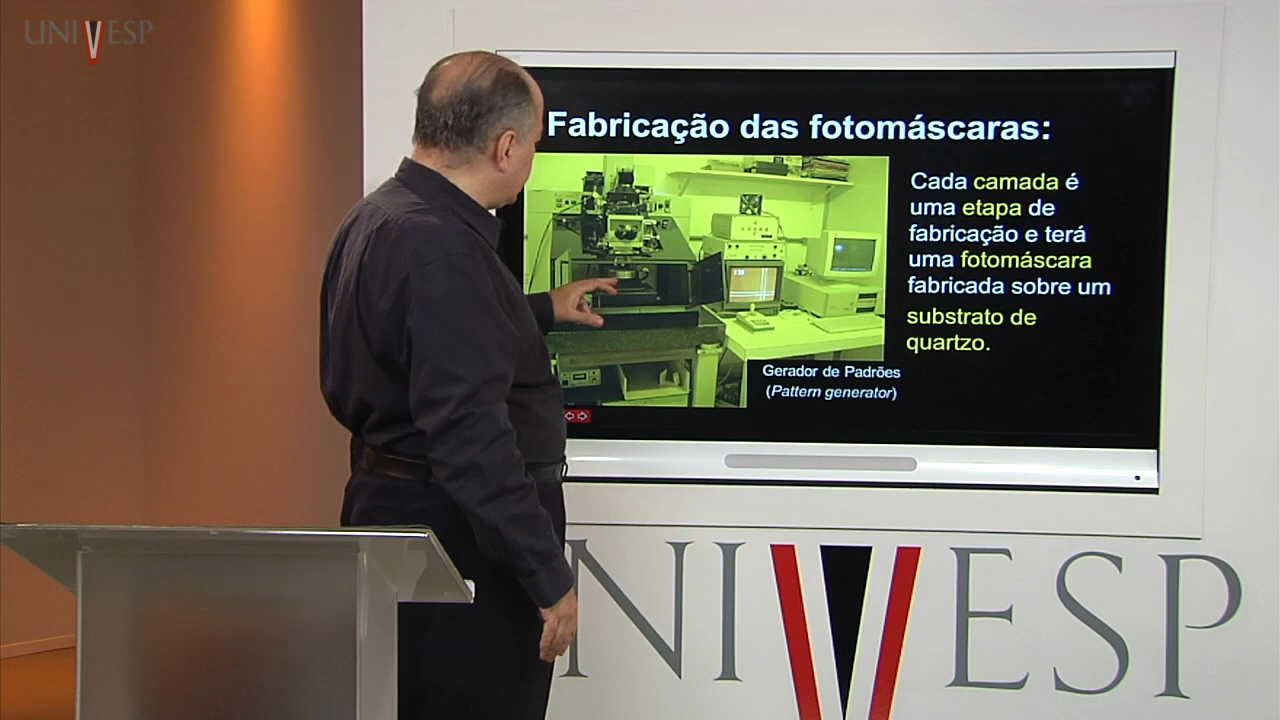 UNIVESP
Fabricação das fotomáscaras:
Cada camada é
uma etapa de
fabricação e terá
uma fotomáscara
fabricada sobre um
substrato de
quartzo.
Gerador de Padrões
(Pattern generator)
NIVESP